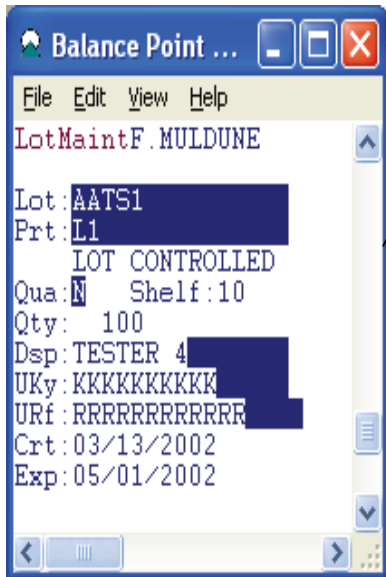 Balance Point ...
File Edit View Help
LotMaintF.MULDUNE
Lot:AATS1
Prt:L1
LOT CONTROLLED
Qua:N Shelf:10
Qty: 100
Dsp:TESTER 4
UKy:KKKKKKKKKK
URf:RRRRRRRRRRRR
Crt:03/13/2002
Exp:05/01/2002